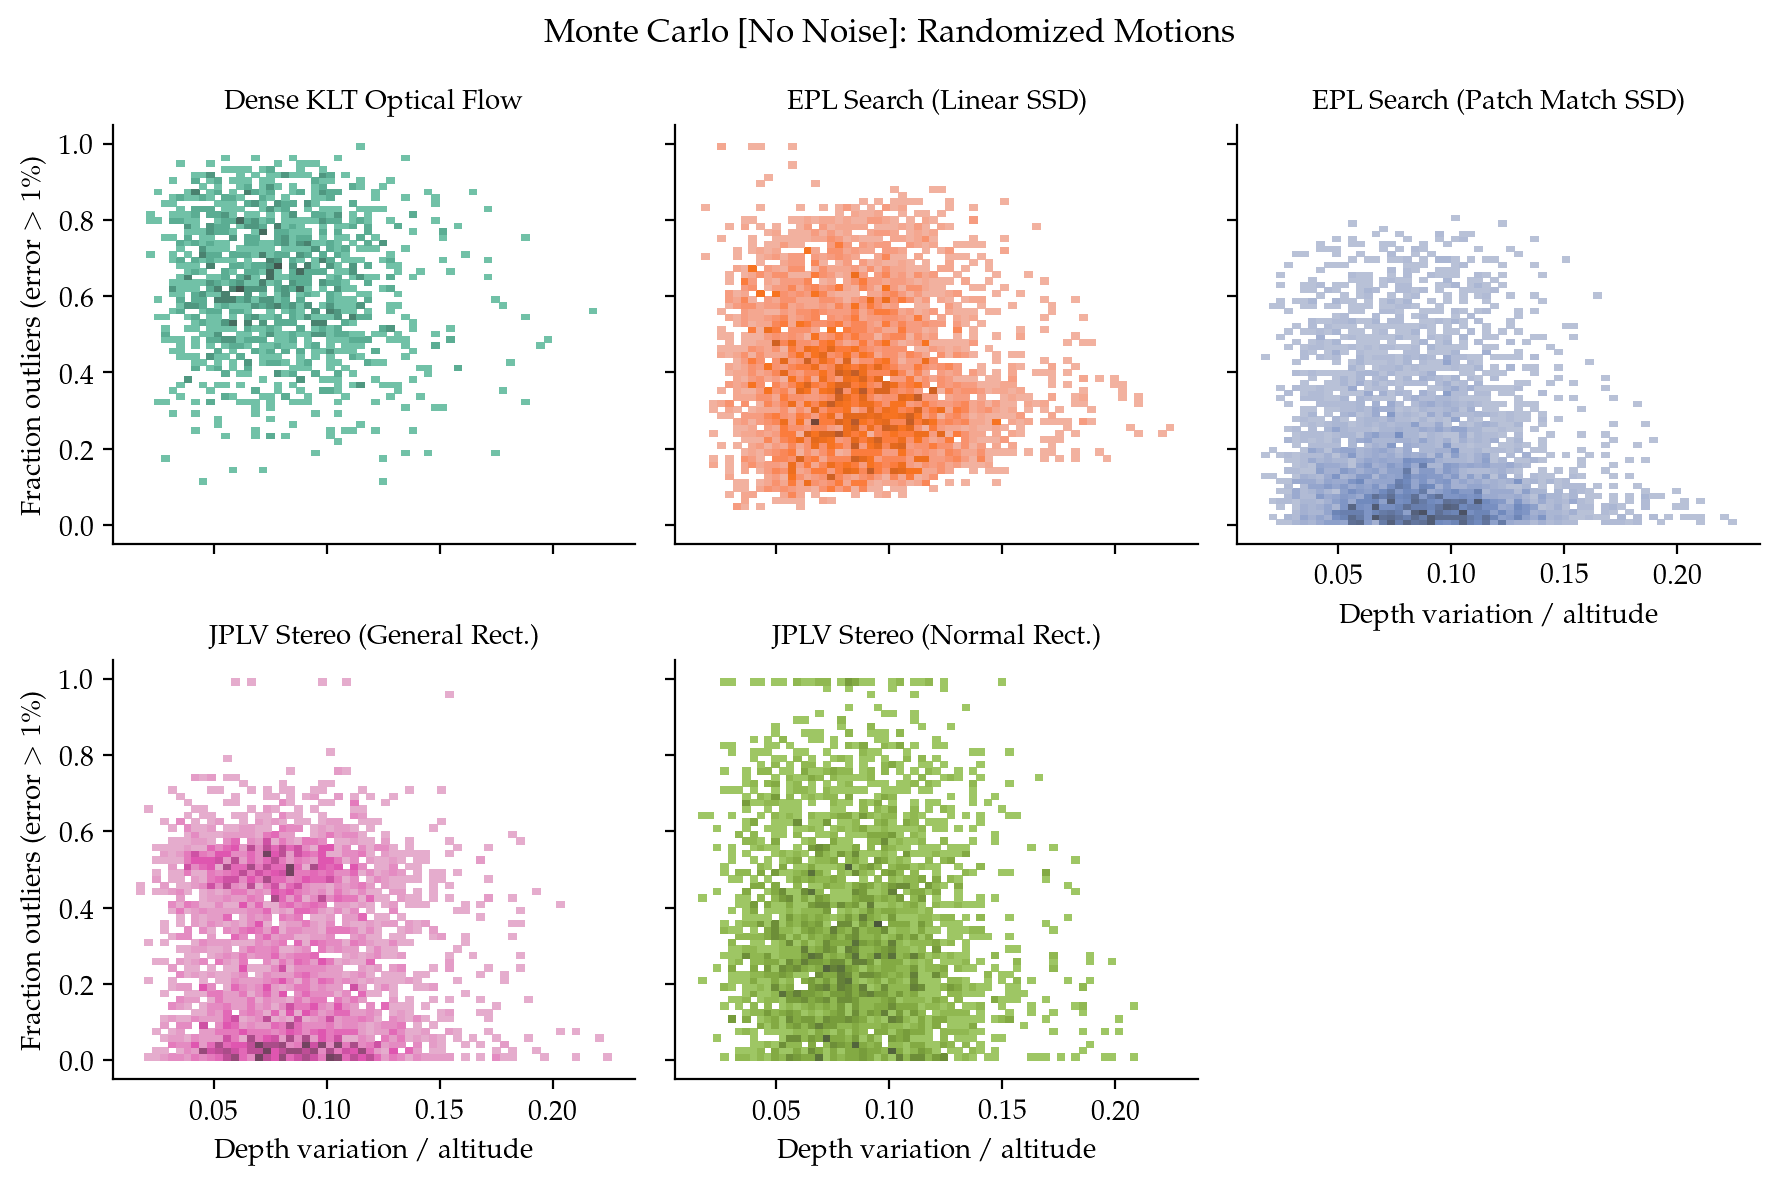 Monte Carlo [No Noise]: Randomized Motions
Dense KLT Optical Flow
EPL Search (Linear SSD)
EPL Search (Patch Match SSD)
Fraction outliers (error > 1%)
1.0
0.8
0.6
0.4
0.2
0.0
0.05 0.10 0.15 0.20
Depth variation / altitude
JPLV Stereo (General Rect.)
JPLV Stereo (Normal Rect.)
Fraction outliers (error > 1%)
1.0
0.8
0.6
0.4
0.2
0.0
0.05 0.10 0.15 0.20
Depth variation / altitude
0.05 0.10 0.15 0.20
Depth variation / altitude